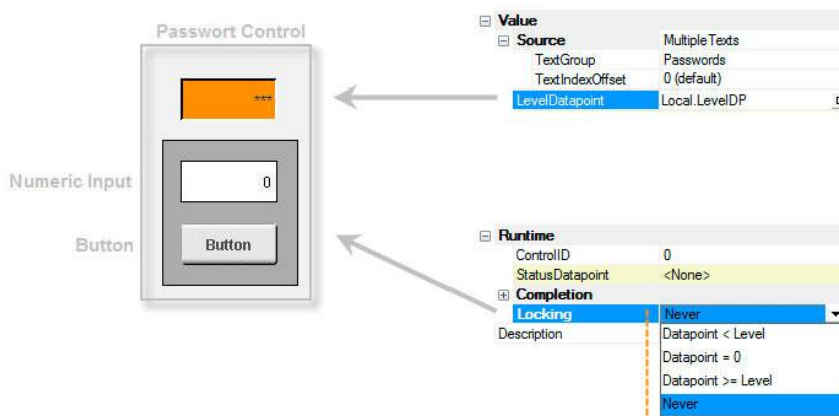 Passwort Control
***
Numeric Input
0
Button
Button
Value
Source MultipleTexts
TextGroup Passwords
TextIndexOffset 0 (default)
LevelDatapoint Local.LevelDP
Runtime
ControlID 0
StatusDatapoint <None>
Completion
Locking Never
Description Datapoint < Level
Datapoint = 0
Datapoint >= Level
Never